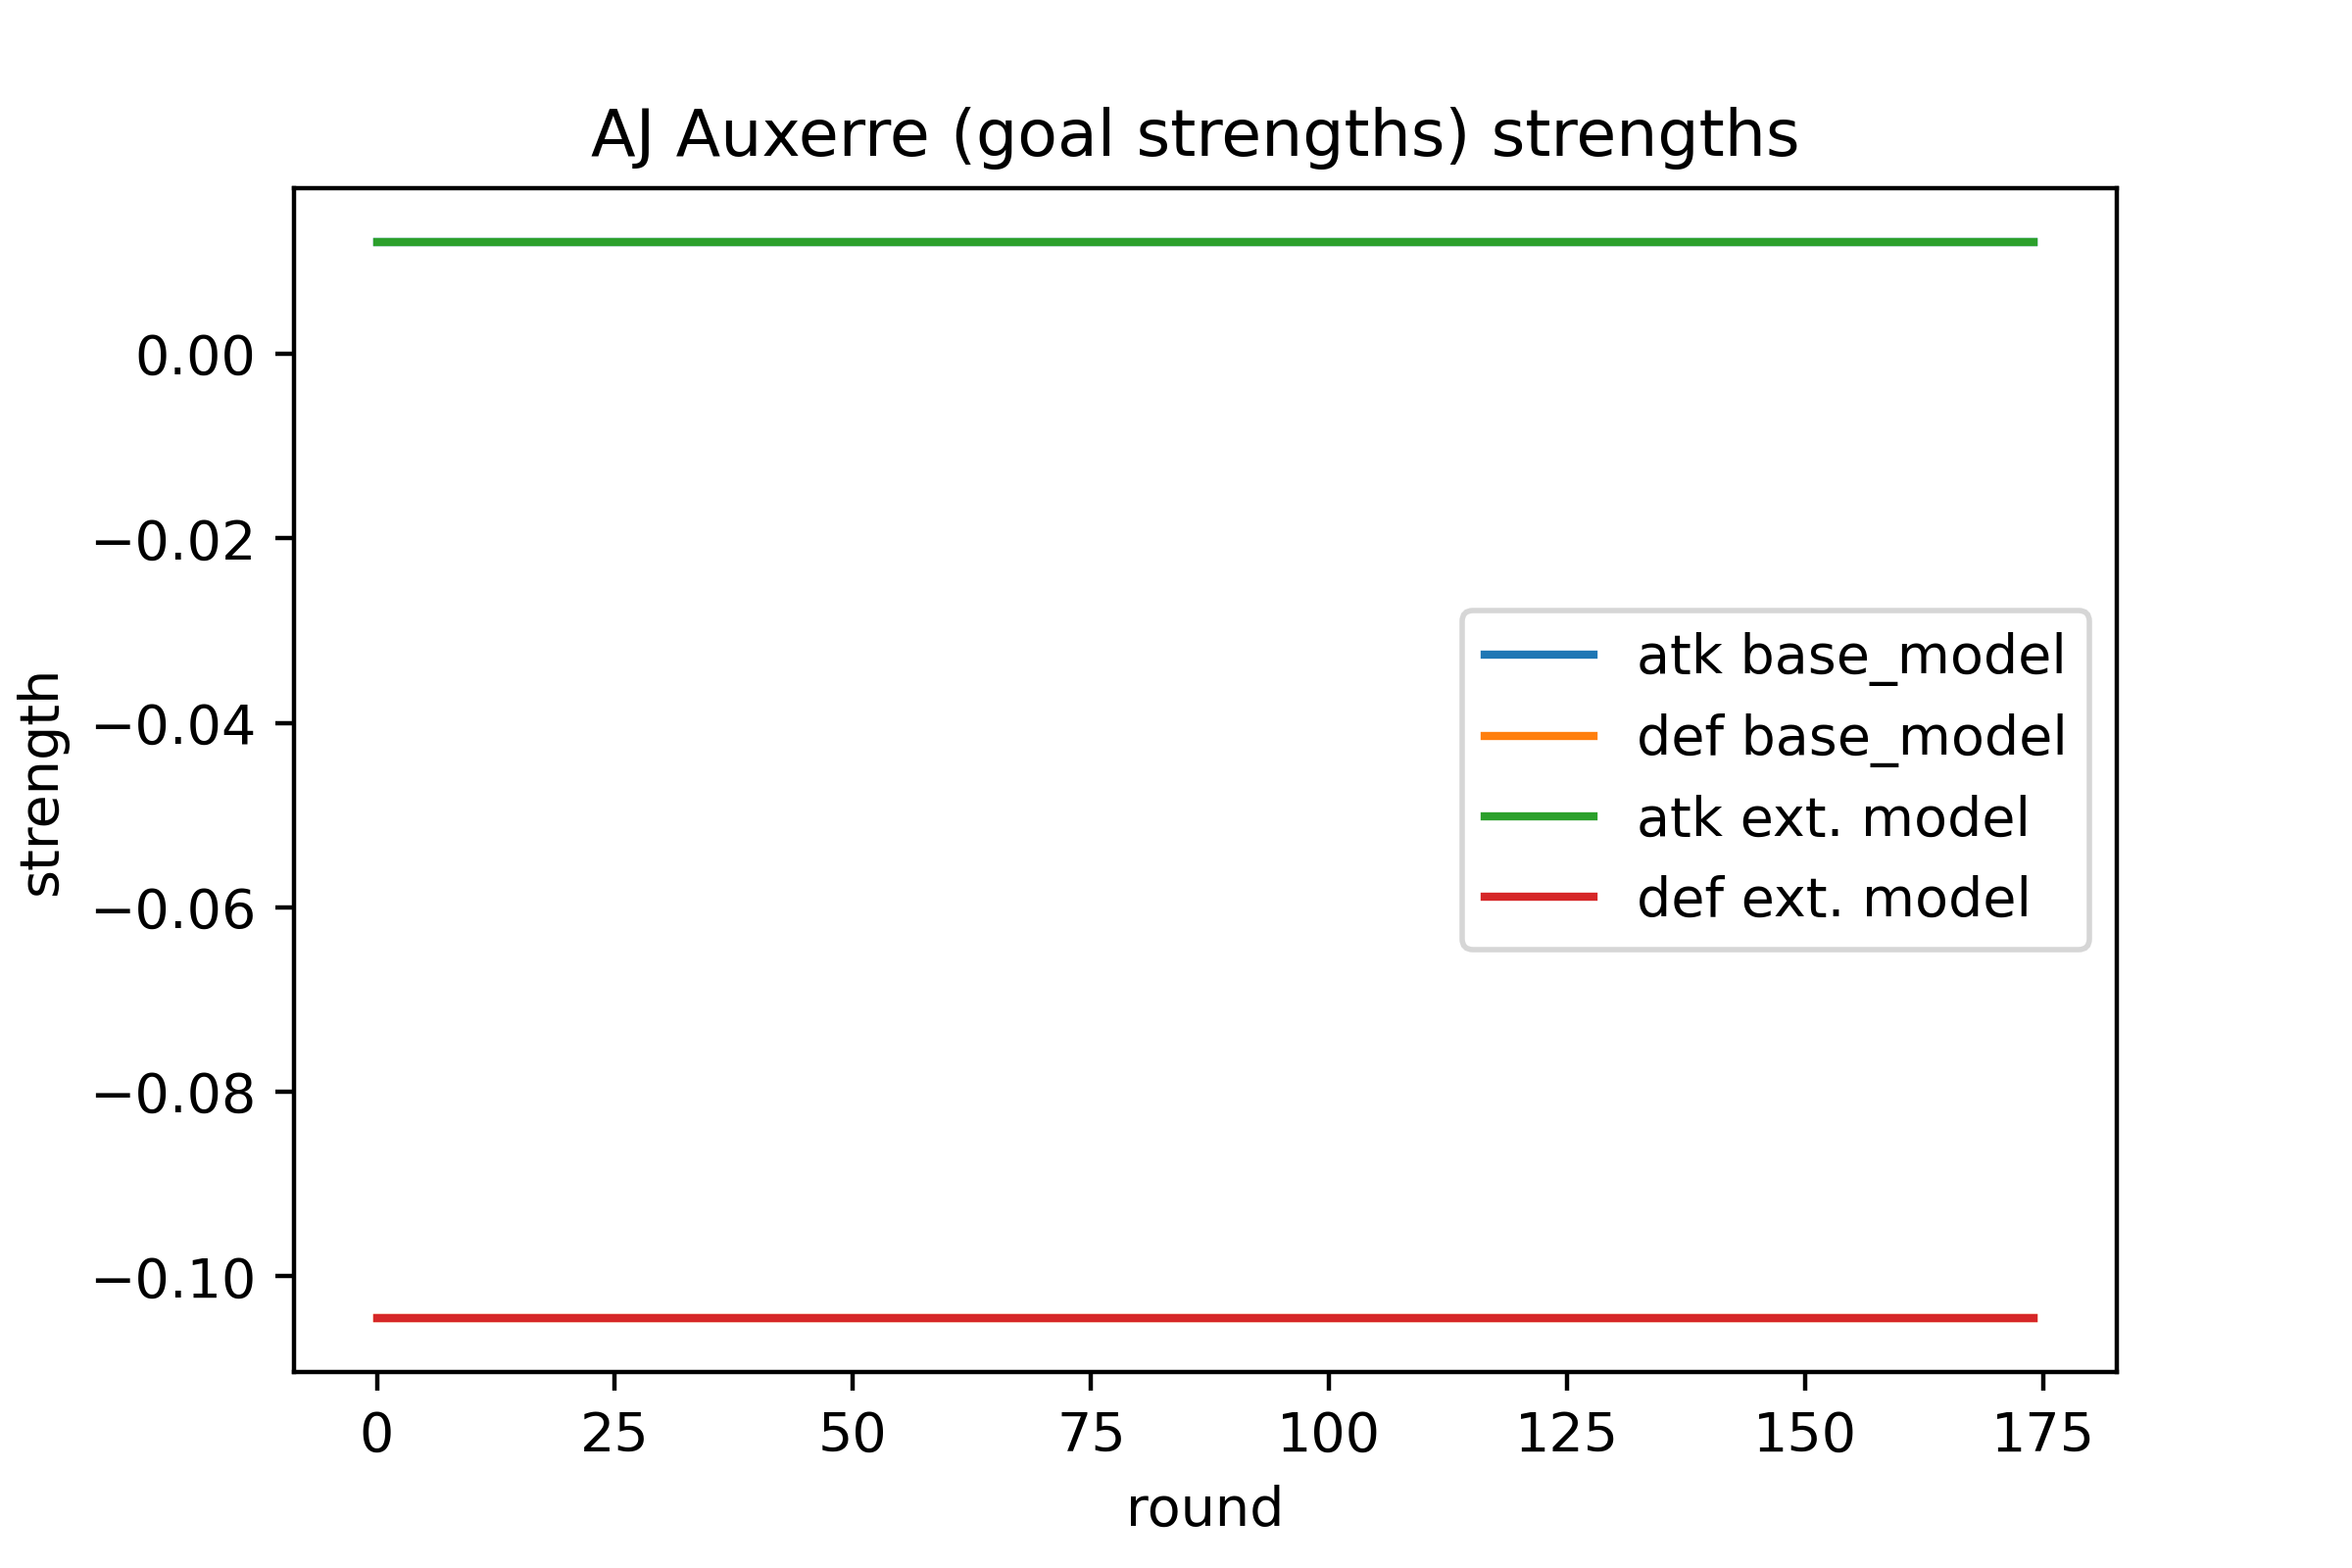 AJ Auxerre (goal strengths) strengths
strength
0.00
−0.02
−0.04
−0.06
−0.08
−0.10
atk base_model
def base_model
atk ext. model
def ext. model
0 25 50 75 100 125 150 175
round